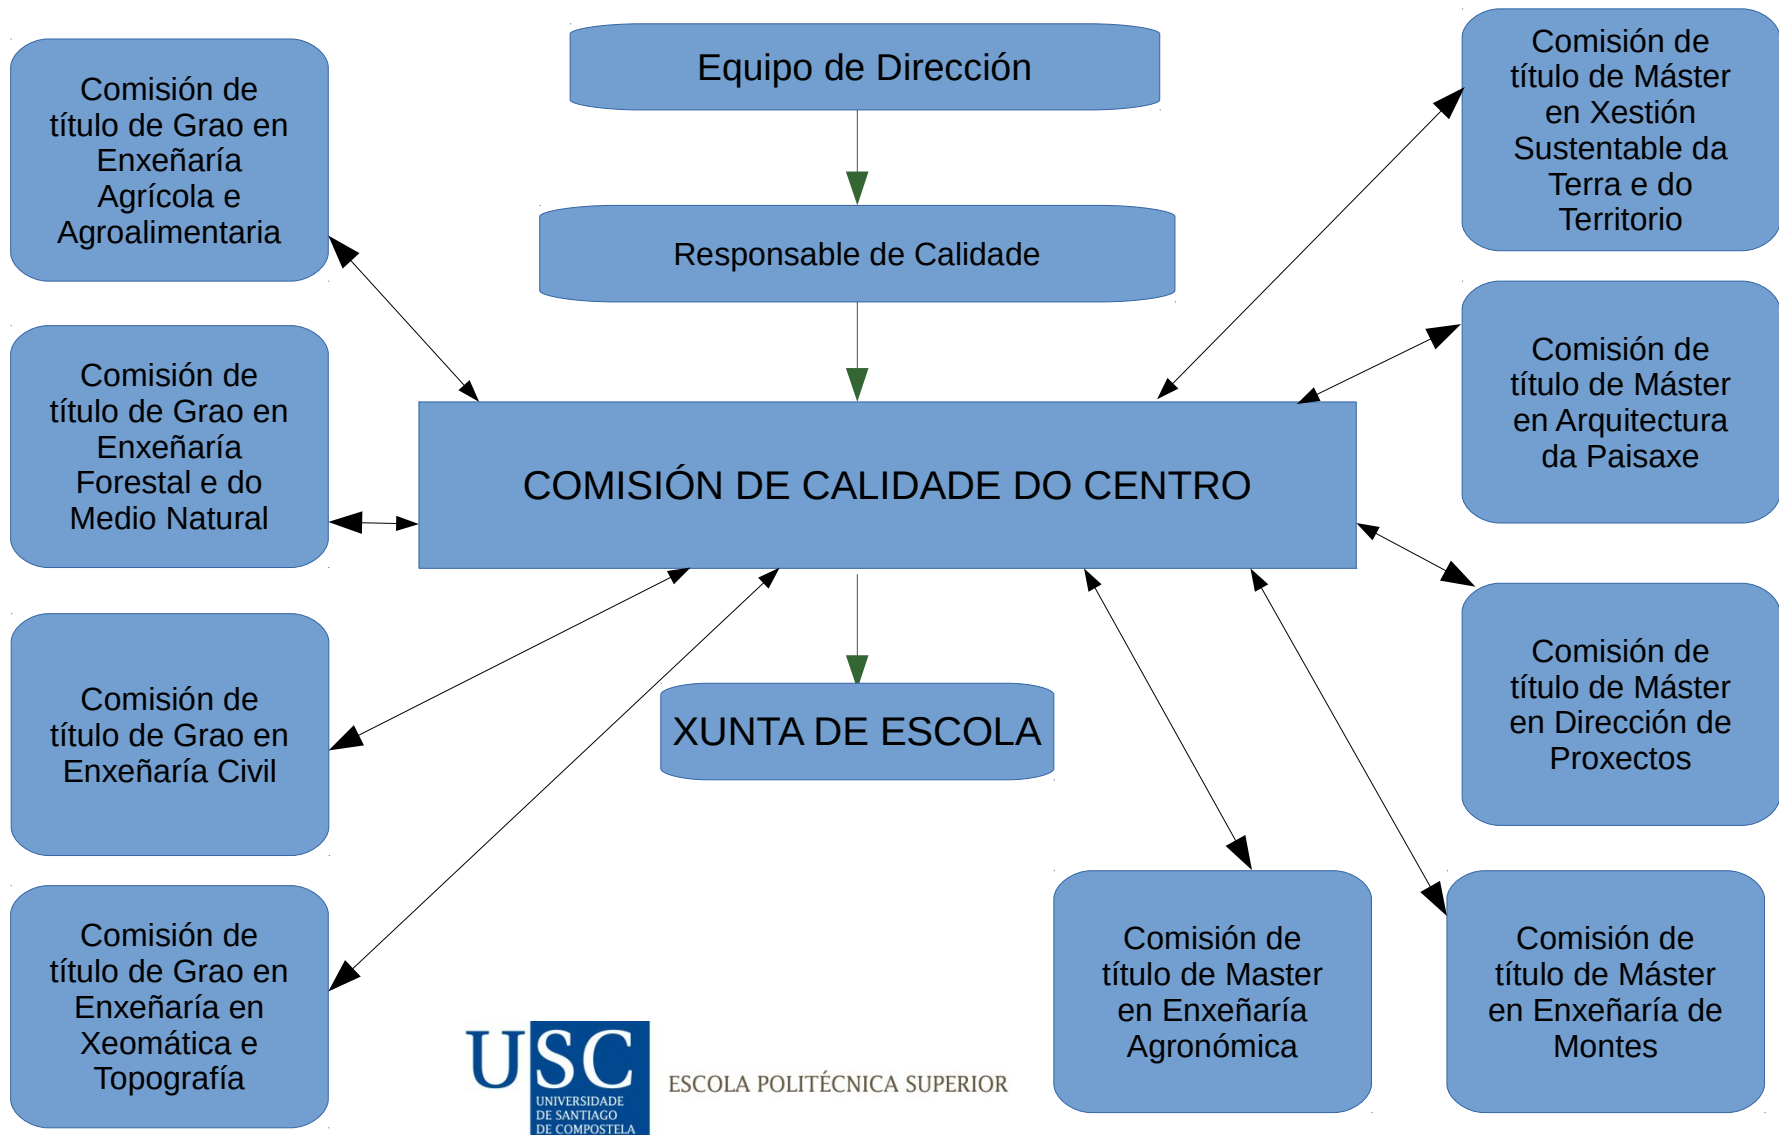 Comisión de
título de Grao en
Enxeñaría
Agrícola e
Agroalimentaria
Equipo de Dirección
Comisión de
título de Máster
en Xestión
Sustentable da
Terra e do
Territorio
Responsable de Calidade
Comisión de
título de Grao en
Enxeñaría
Forestal e do
Medio Natural
COMISIÓN DE CALIDADE DO CENTRO
Comisión de
título de Máster
en Arquitectura
da Paisaxe
Comisión de
título de Grao en
Enxeñaría Civil
XUNTA DE ESCOLA
Comisión de
título de Máster
en Dirección de
Proxectos
Comisión de
título de Grao en
Enxeñaría en
Xeomática e
Topografía
Comisión de
título de Master
en Enxeñaría
Agronómica
Comisión de
título de Máster
en Enxeñaría de
Montes
USC
UNIVERSIDADE
DE SANTIAGO
DE COMPOSTELA
ESCOLA POLITÉCNICA SUPERIOR